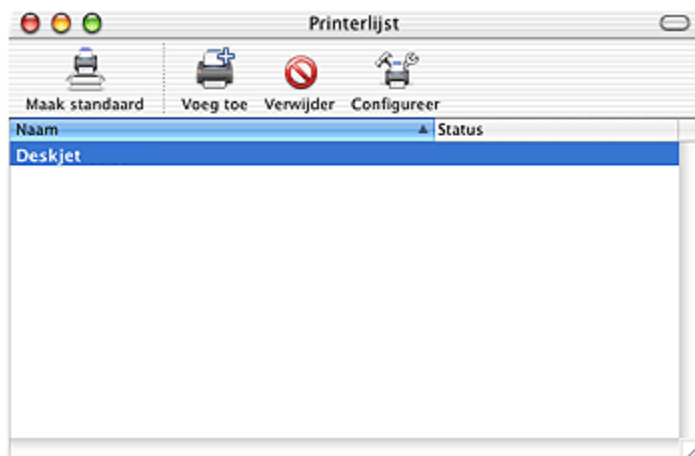 Printerlijst
Maak standaard Voeg toe Verwijder Configureer
Naam Status
Deskjet